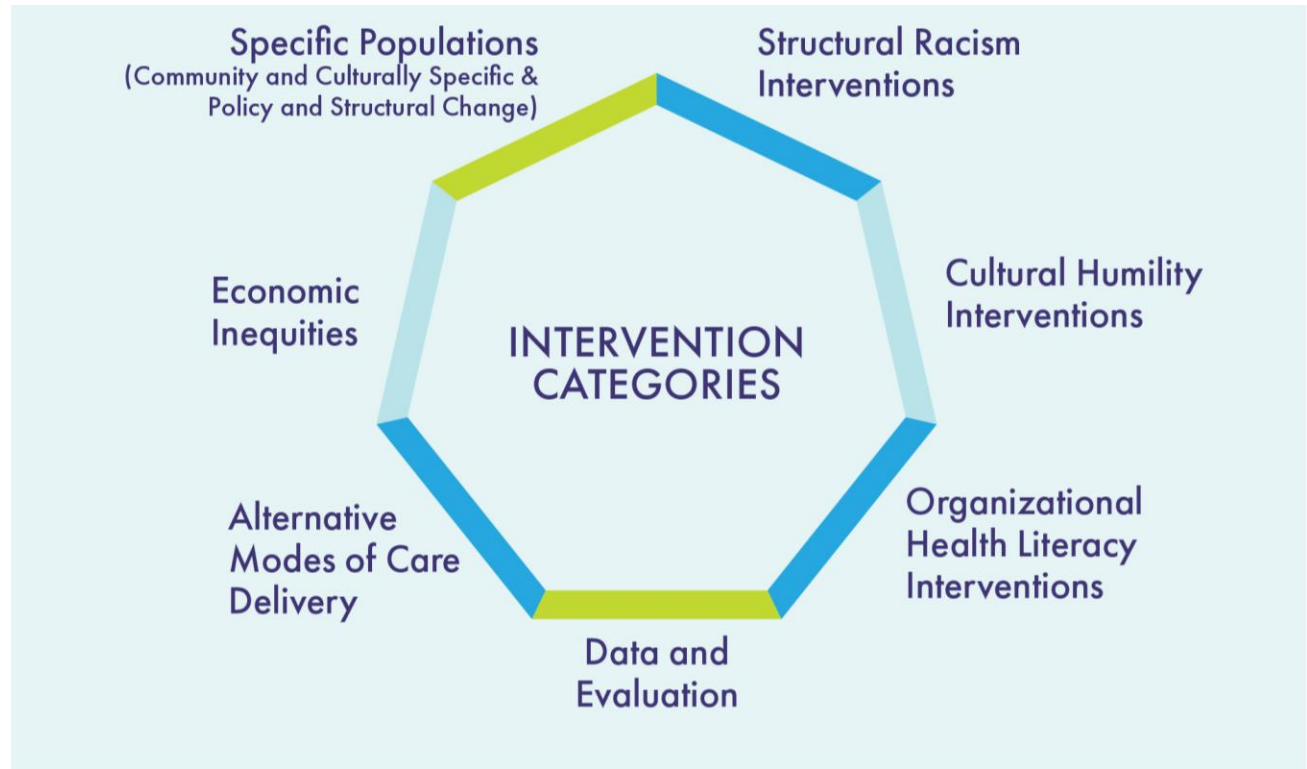 Specific Populations
(Community and Culturally Specific &
Policy and Structural Change)
Structural Racism
Interventions
Cultural Humility
Interventions
Organizational
Health Literacy
Interventions
Data and
Evaluation
Alternative
Modes of Care
Delivery
Economic
Inequities
INTERVENTION
CATEGORIES